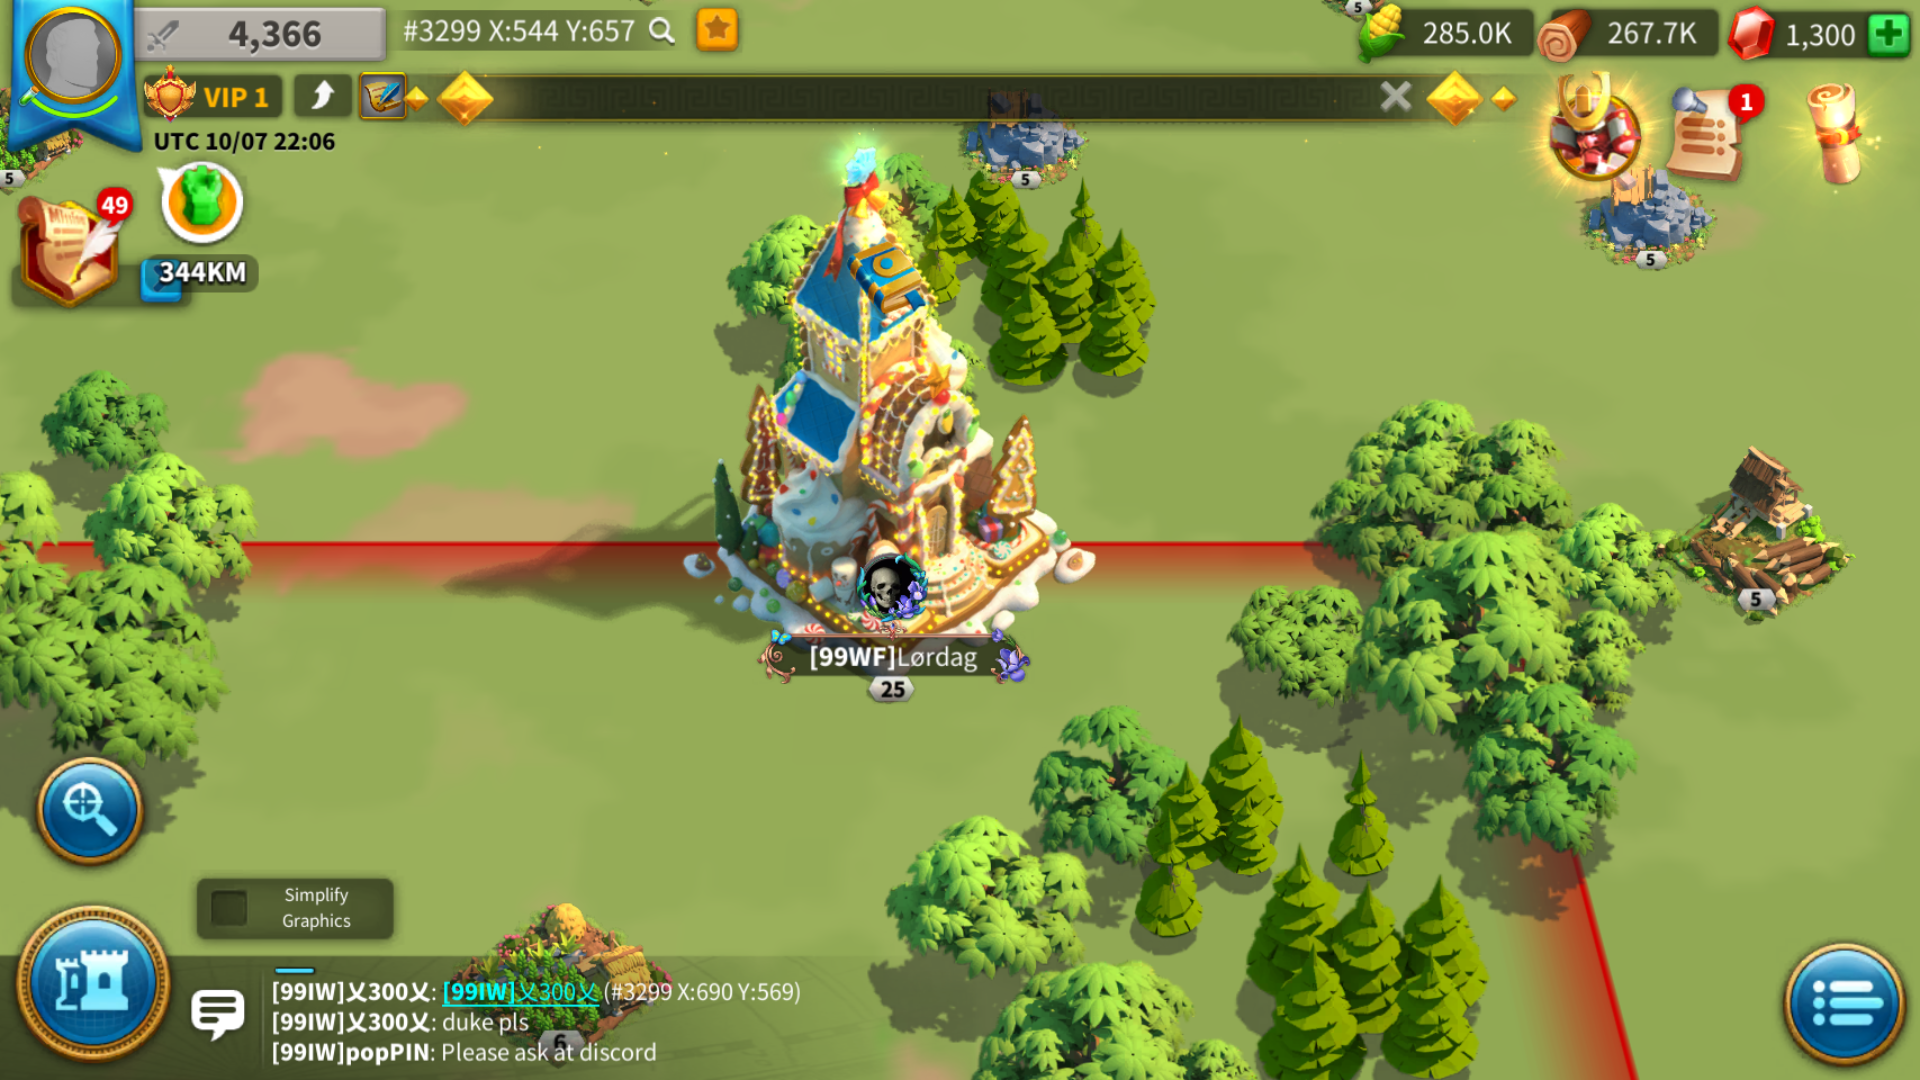 4,366
#3299 X:544 Y:657
285.0K
267.7K
1,300
VIP 1
UTC 10/07 22:06
1
Mission
49
344KM
5
5
5
5
5
[99WF]Lørdag
25
Simplify
Graphics
[99IW]乂300乂: [99IW]乂300乂 (#3299 X:690 Y:569)
[99IW]乂300乂: duke pls
6
[99IW]popPIN: Please ask at discord